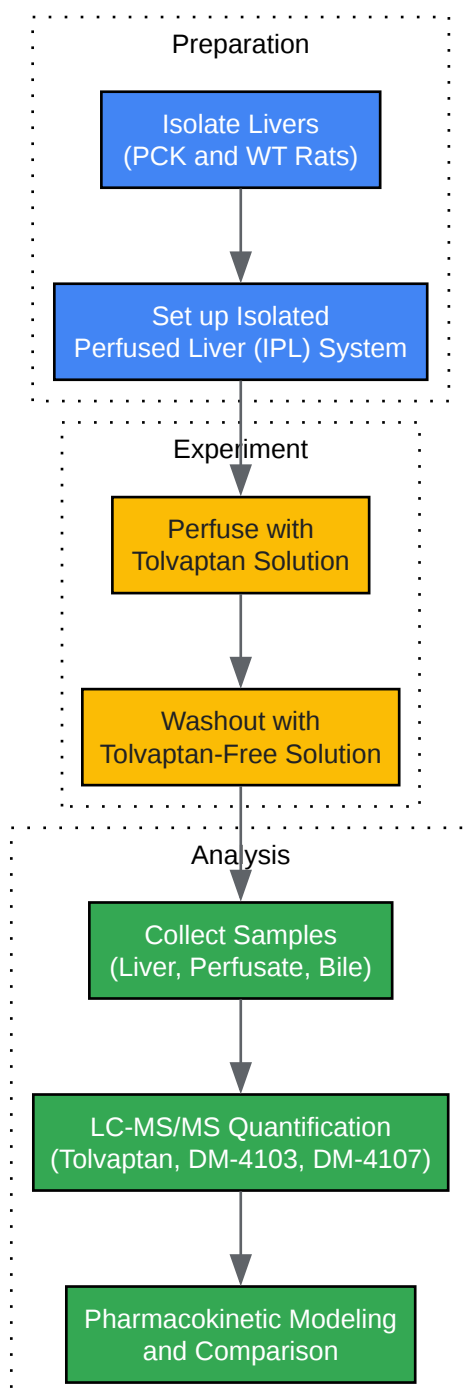 Preparation
Isolate Livers
(PCK and WT Rats)
Set up Isolated
Perfused Liver (IPL) System
Experiment
Perfuse with
Tolvaptan Solution
Washout with
Tolvaptan-Free Solution
Analysis
Collect Samples
(Liver, Perfusate, Bile)
LC-MS/MS Quantification
(Tolvaptan, DM-4103, DM-4107)
Pharmacokinetic Modeling
and Comparison